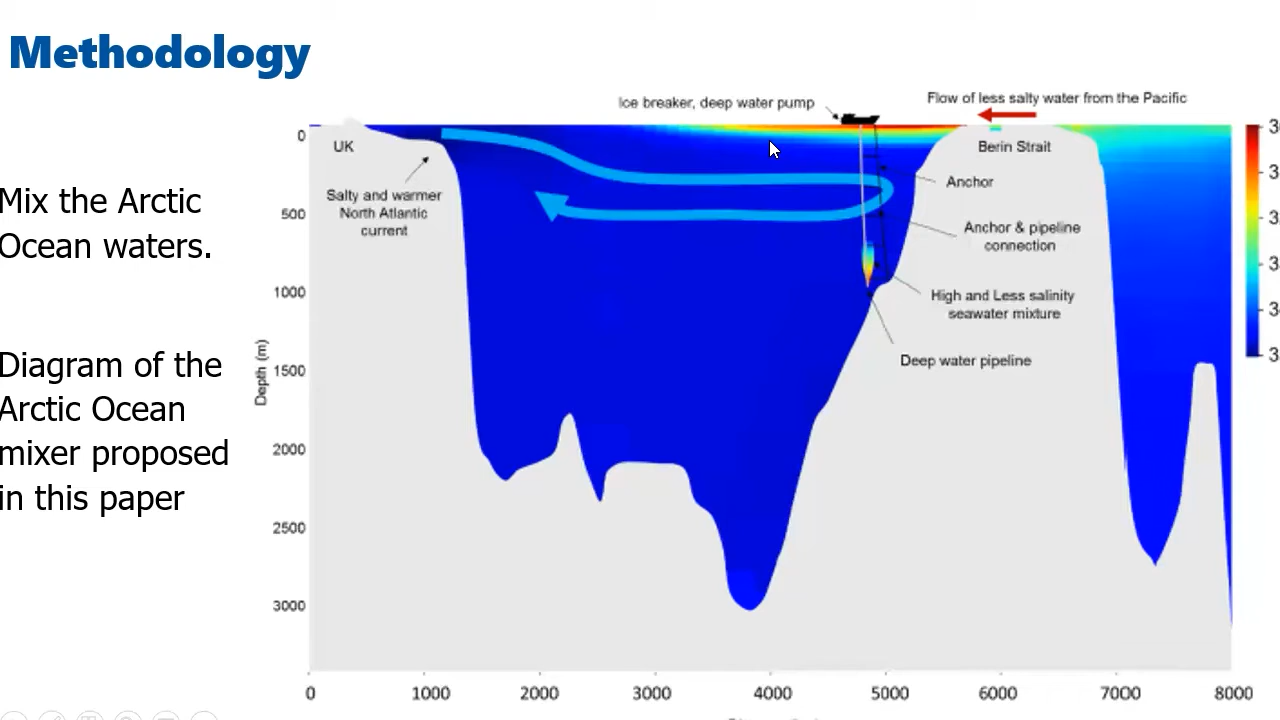 Methodology
Mix the Arctic
Ocean waters.
Diagram of the
Arctic Ocean
mixer proposed
in this paper
Ice breaker, deep water pump
Flow of less salty water from the Pacific
UK
Berin Strait
Salty and warmer
North Atlantic
current
Anchor
Anchor & pipeline
connection
High and Less salinity
seawater mixture
Deep water pipeline
Depth (m)
0
500
1000
1500
2000
2500
3000
0 1000 2000 3000 4000 5000 6000 7000 8000